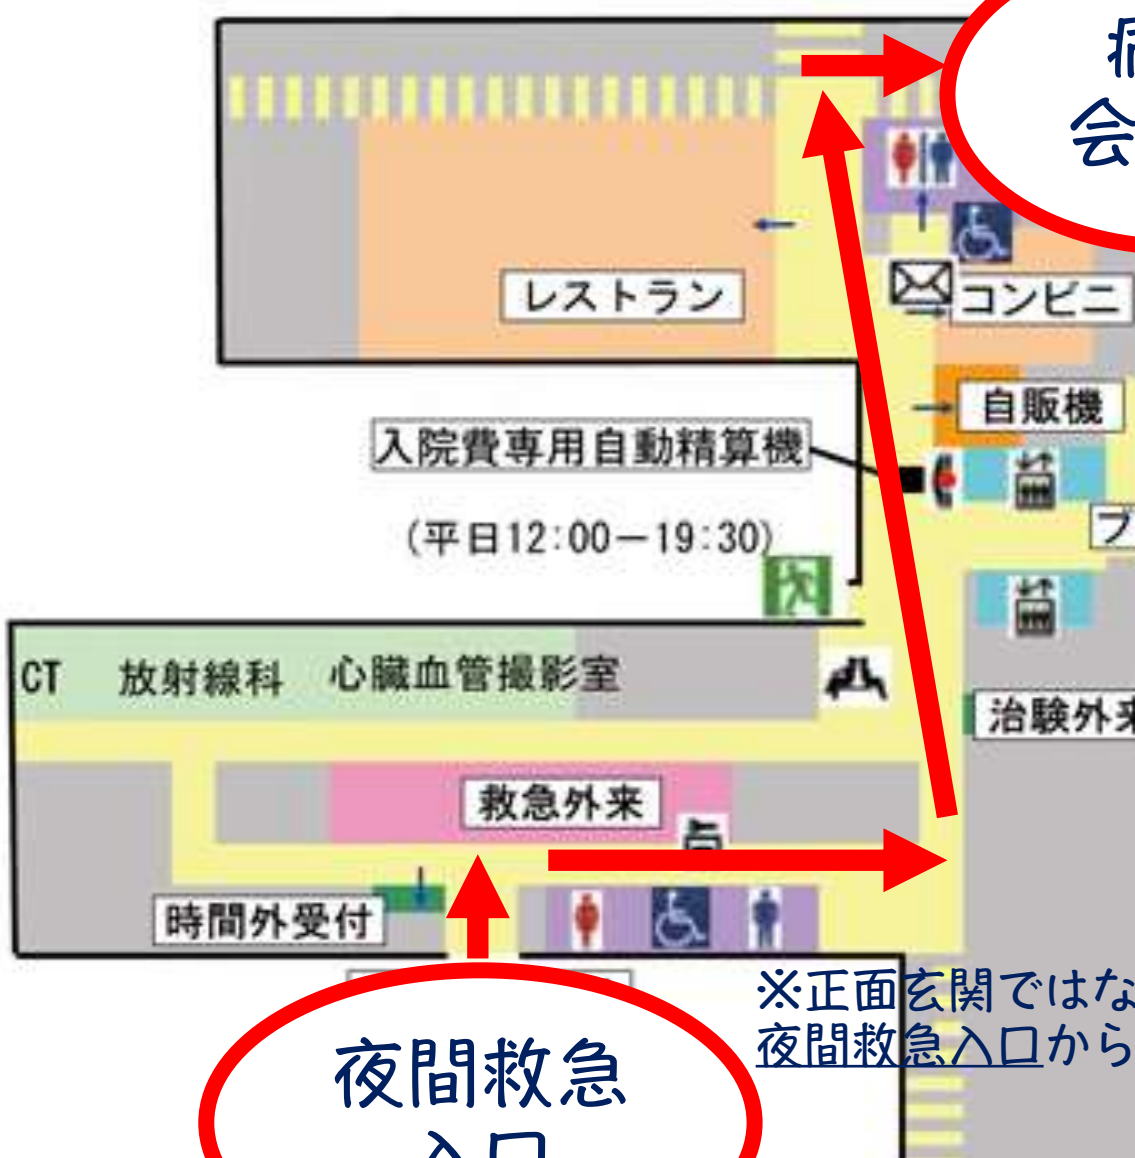 会
レストラン
コンビニ
自販機
入院費専用自動精算機
(平日12:00－19:30)
CT 放射線科 心臓血管撮影室
治験外来
救急外来
時間外受付
※正面玄関ではな
夜間救急入口から
夜間救急
入口